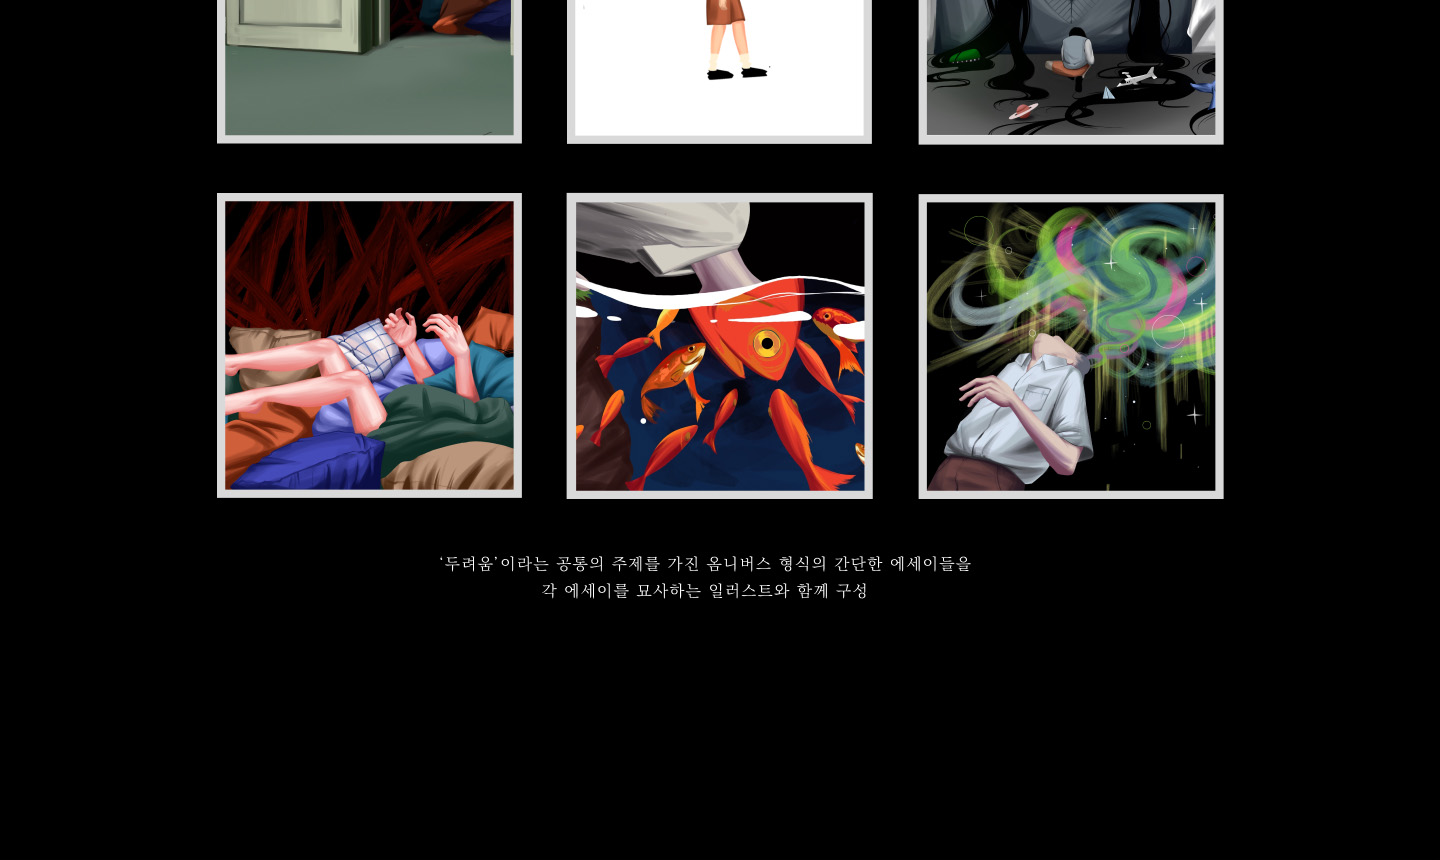 ‘두려움’이라는 공통의 주제를 가진 옴니버스 형식의 간단한 에세이들을
각 에세이를 묘사하는 일러스트와 함께 구성